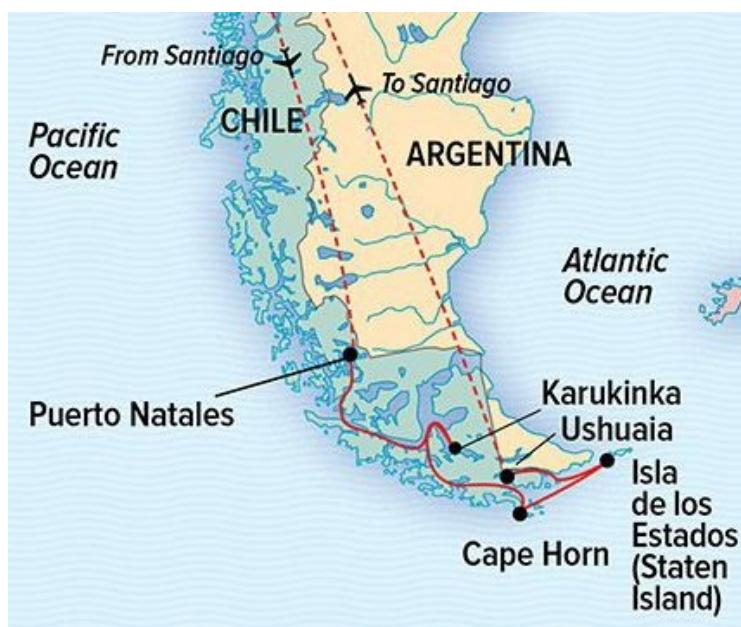 From Santiago
To Santiago
CHILE
Pacific
Ocean
ARGENTINA
Atlantic
Ocean
Karukinka
Puerto Natales
Ushuaia
Isla
de los
Estados
(Staten
Island)
Cape Horn